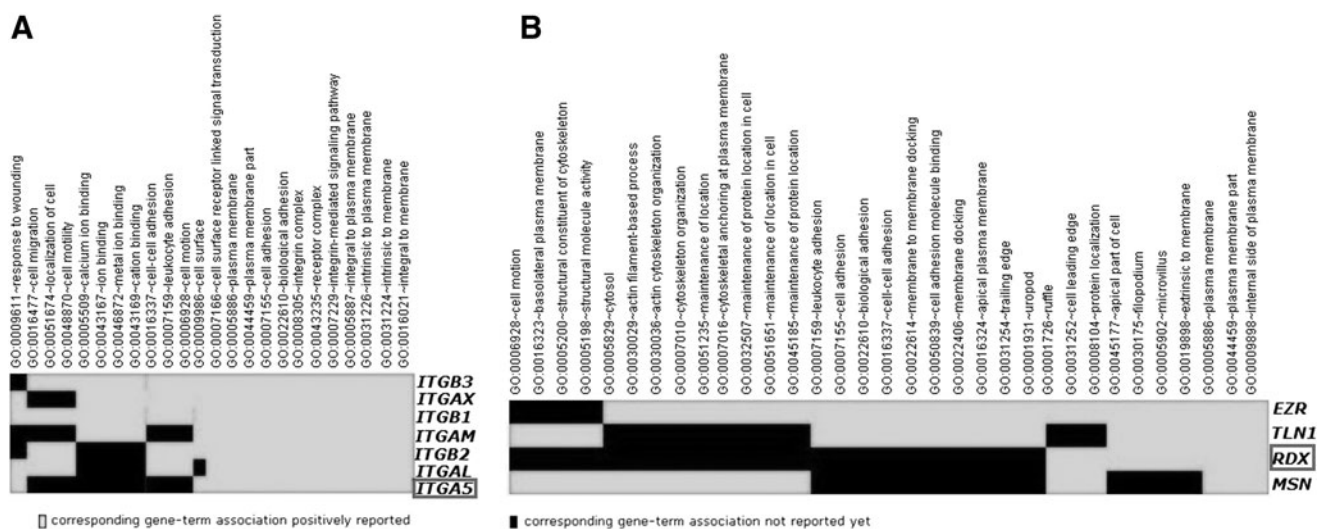 A
GO:0009611~response to wounding
GO:0016477~cell migration
GO:0051674~localization of cell
GO:0048870~cell motility
GO:0005509~calcium ion binding
GO:0043167~ion binding
GO:0046872~metal ion binding
GO:0043169~cation binding
GO:0016337~cell-cell adhesion
GO:0007159~leukocyte adhesion
GO:0006928~cell motion
GO:0009986~cell surface
GO:0007166~cell surface receptor linked signal transduction
GO:0005886~plasma membrane
GO:0044459~plasma membrane part
GO:0007155~cell adhesion
GO:0022610~biological adhesion
GO:0008305~integrin complex
GO:0043235~receptor complex
GO:0007229~integrin-mediated signaling pathway
GO:0005887~integral to plasma membrane
GO:0031226~intrinsic to plasma membrane
GO:0031224~intrinsic to membrane
GO:0016021~integral to membrane
ITGB3
ITGAX
ITGB1
ITGAM
ITGB2
ITGAL
ITGA5
B
GO:0006928~cell motion
GO:0016323~basolateral plasma membrane
GO:0005200~structural constituent of cytoskeleton
GO:0005198~structural molecule activity
GO:0005829~cytosol
GO:0030029~actin filament-based process
GO:0030036~actin cytoskeleton organization
GO:0007010~cytoskeleton organization
GO:0051235~maintenance of location
GO:0007016~cytoskeletal anchoring at plasma membrane
GO:0032507~maintenance of protein location in cell
GO:0051651~maintenance of location in cell
GO:0045185~maintenance of protein location
GO:0007159~leukocyte adhesion
GO:0007155~cell adhesion
GO:0022610~biological adhesion
GO:0016337~cell-cell adhesion
GO:0022614~membrane to membrane docking
GO:0050839~cell adhesion molecule binding
GO:0022406~membrane docking
GO:0016324~apical plasma membrane
GO:0031254~trailing edge
GO:0001931~uropod
GO:0001726~ruffle
GO:0031252~cell leading edge
GO:0008104~protein localization
GO:0045177~apical part of cell
GO:0030175~filopodium
GO:0005902~microvillus
GO:0019898~extrinsic to membrane
GO:0005886~plasma membrane
GO:0044459~plasma membrane part
GO:0009898~internal side of plasma membrane
EZR
TLN1
RDX
MSN
corresponding gene-term association positively reported
corresponding gene-term association not reported yet